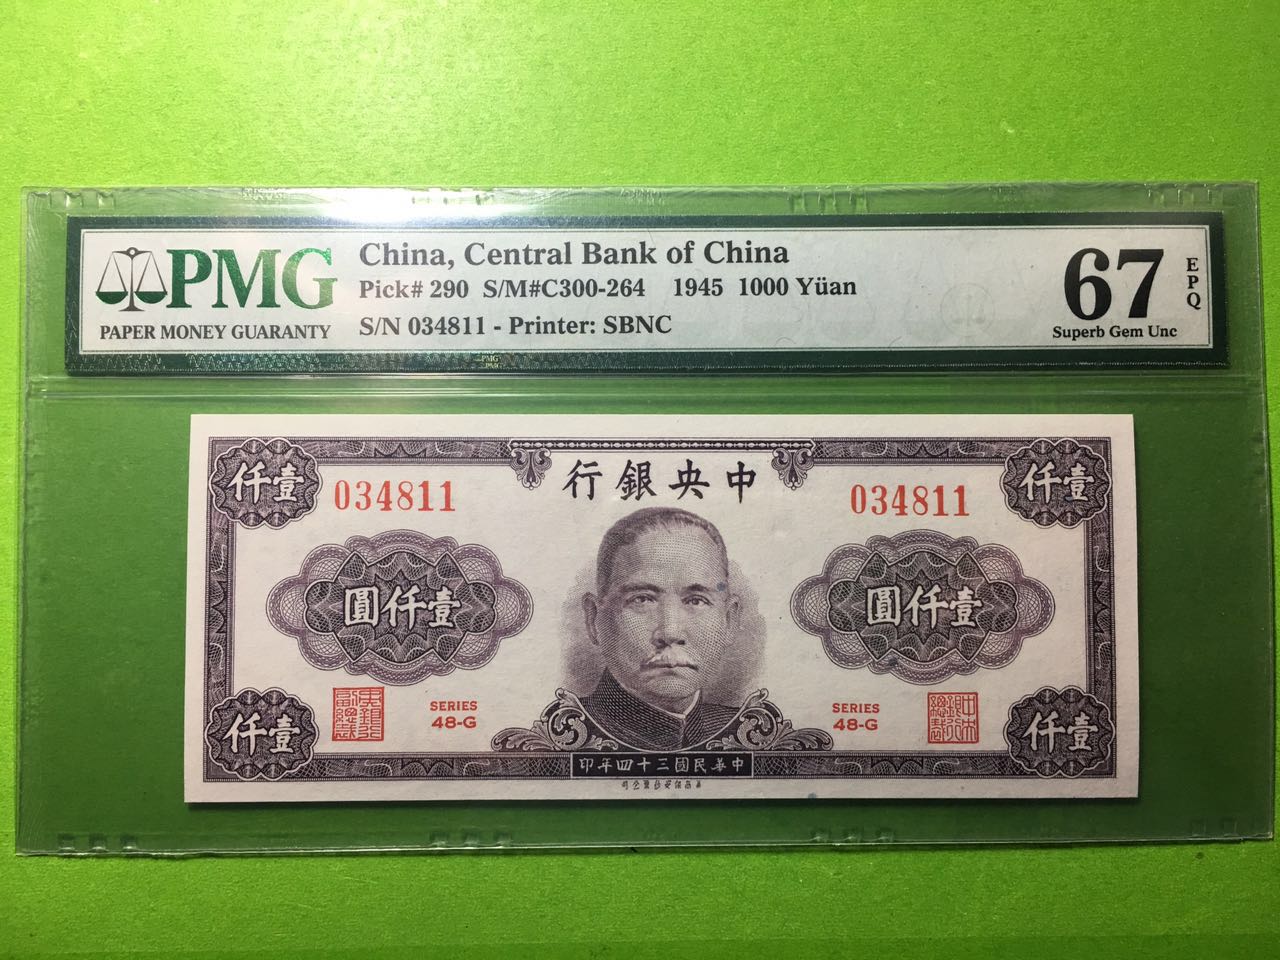 PMG
PAPER MONEY GUARANTY
China, Central Bank of China
Pick# 290 S/M#C300-264 1945 1000 Yüan
S/N 034811 - Printer: SBNC
67
EPQ
Superb Gem Unc
PMG
行銀央中
仟壹
仟壹
034811
034811
圓仟壹
圓仟壹
SERIES
48-G
SERIES
48-G
仟壹
仟壹
印年四十三國民華中